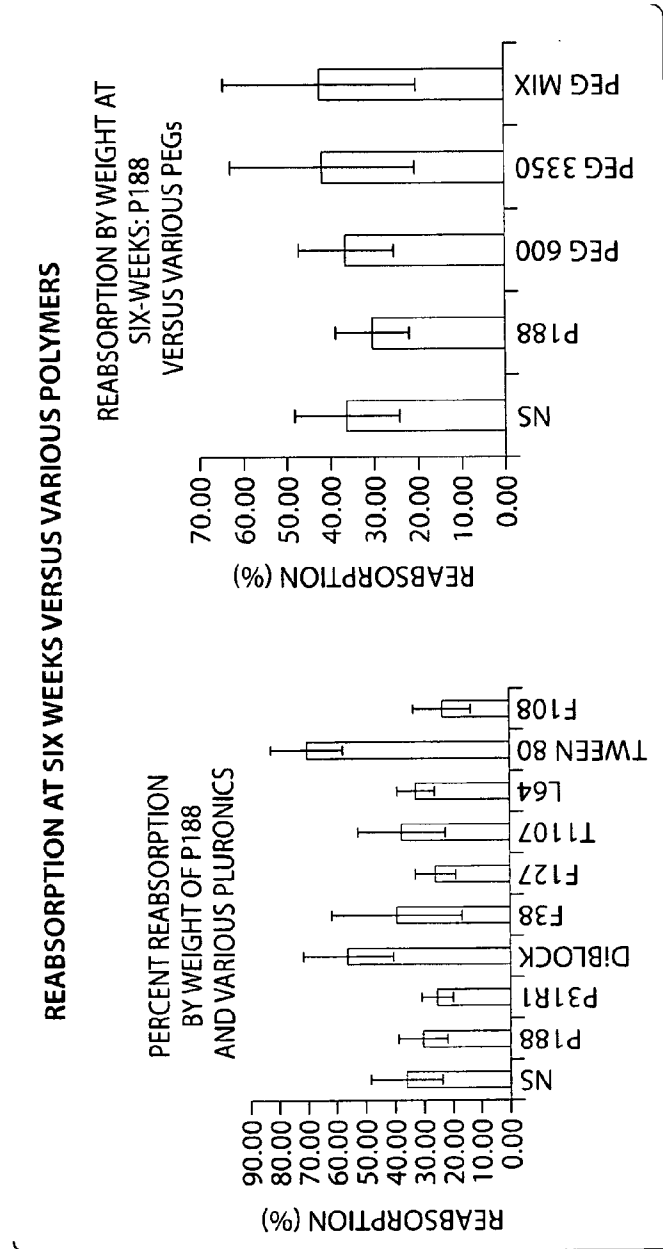 REABSORPTION AT SIX WEEKS VERSUS VARIOUS POLYMERS
PERCENT REABSORPTION
BY WEIGHT OF P188
AND VARIOUS PLURONICS
REABSORPTION (%)
90.00
80.00
70.00
60.00
50.00
40.00
30.00
20.00
10.00
0.00
NS
P188
P31R1
DiBLOCK
F38
F127
T1107
L64
TWEEN 80
F108
REABSORPTION BY WEIGHT AT
SIX-WEEKS: P188
VERSUS VARIOUS PEGs
REABSORPTION (%)
70.00
60.00
50.00
40.00
30.00
20.00
10.00
0.00
NS
P188
PEG 600
PEG 3350
PEG MIX